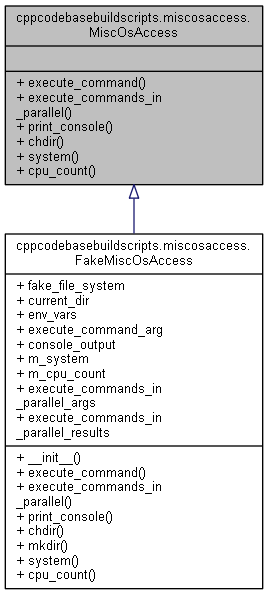 cppcodebasebuildscripts.miscosaccess.
MiscOsAccess
+ execute_command()
+ execute_commands_in
_parallel()
+ print_console()
+ chdir()
+ system()
+ cpu_count()
cppcodebasebuildscripts.miscosaccess.
FakeMiscOsAccess
+ fake_file_system
+ current_dir
+ env_vars
+ execute_command_arg
+ console_output
+ m_system
+ m_cpu_count
+ execute_commands_in
_parallel_args
+ execute_commands_in
_parallel_results
+ __init__()
+ execute_command()
+ execute_commands_in
_parallel()
+ print_console()
+ chdir()
+ mkdir()
+ system()
+ cpu_count()